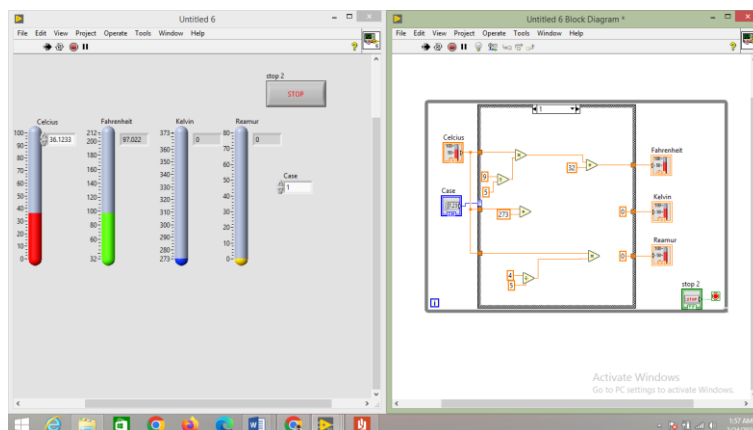 Untitled 6
File Edit View Project Operate Tools Window Help
stop 2
STOP
Celcius
Fahrenheit
Kelvin
Reamur
36.1233
97.022
0
0
100
90
80
70
60
50
40
30
20
10
0
212
200
180
160
140
120
100
80
60
32
373
360
350
340
330
320
310
300
290
280
273
80
70
60
50
40
30
20
10
0
Case
1
Untitled 6 Block Diagram *
File Edit View Project Operate Tools Window Help
1
Celcius
Fahrenheit
9
5
32
Case
Kelvin
273
0
Reamur
0
4
5
stop 2
i
Activate Windows
Go to PC settings to activate Windows.
1:57 AM